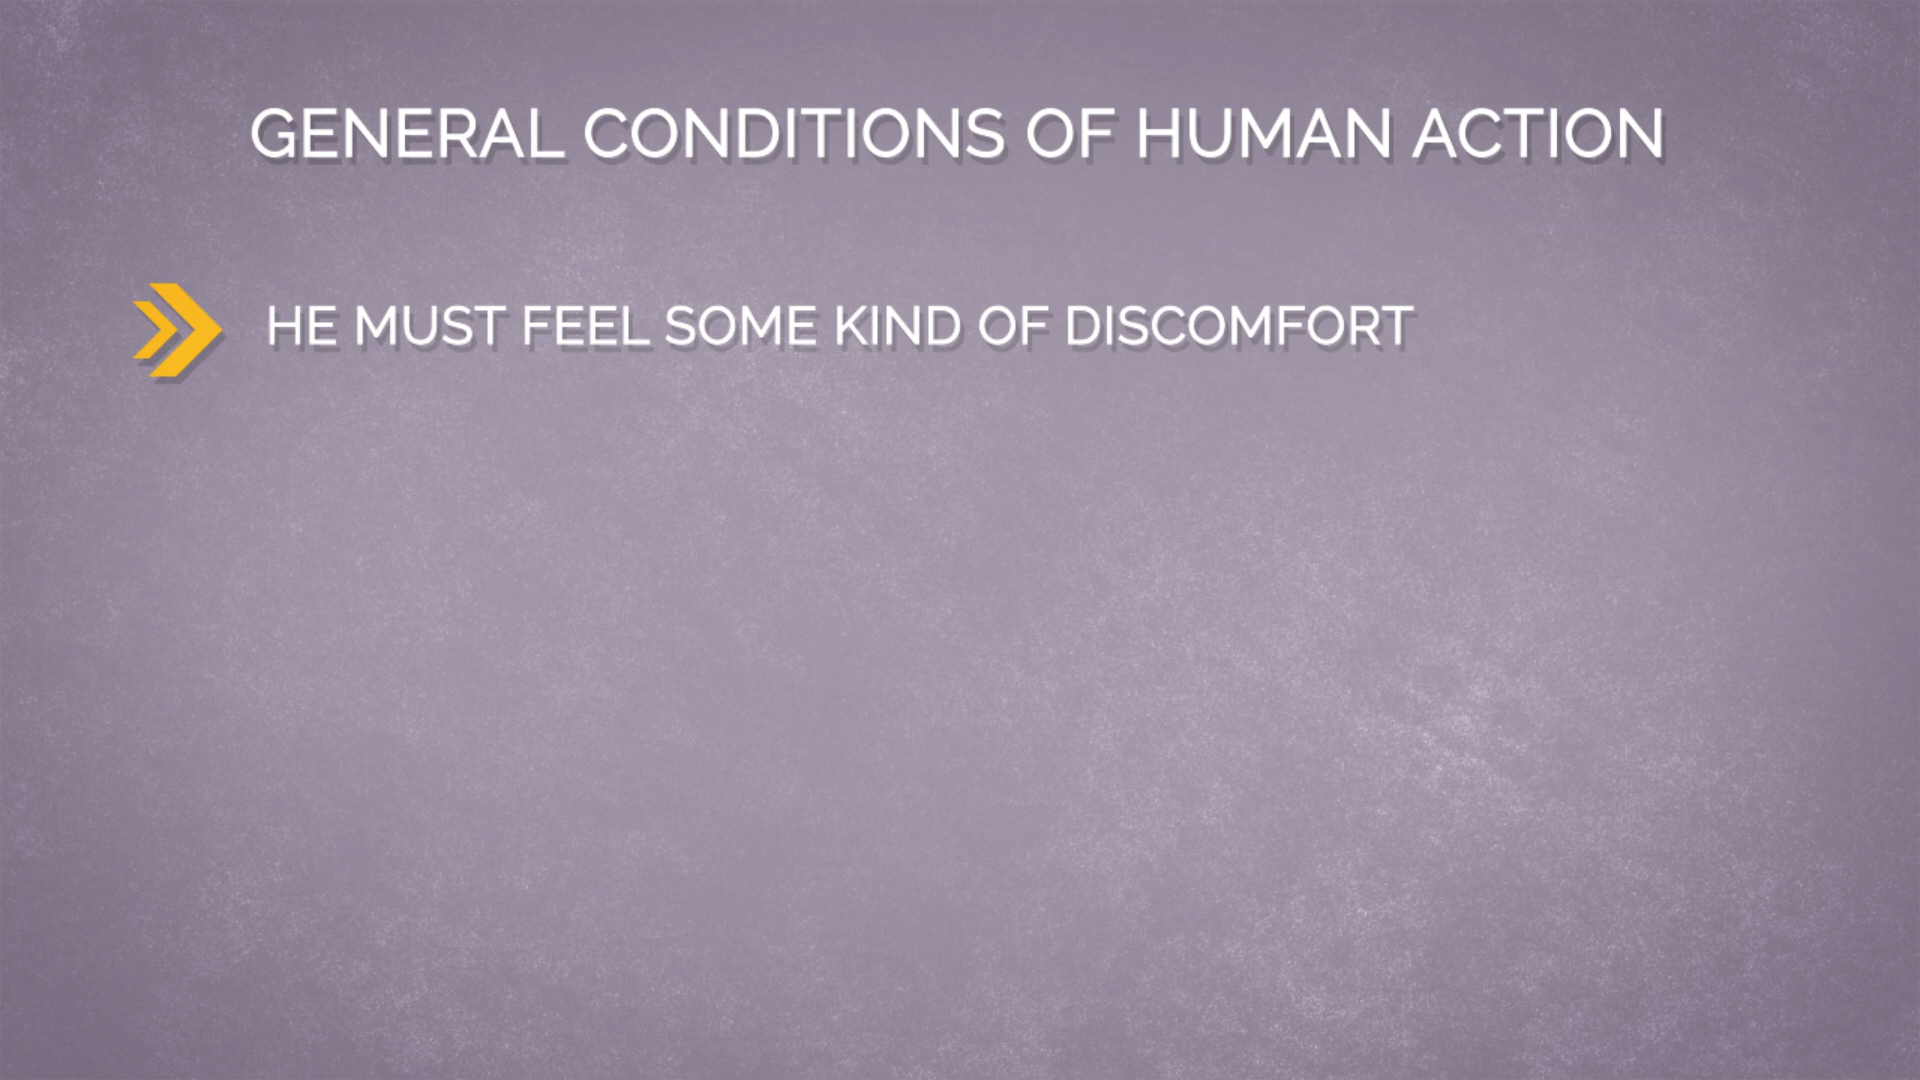 GENERAL CONDITIONS OF HUMAN ACTION
HE MUST FEEL SOME KIND OF DISCOMFORT